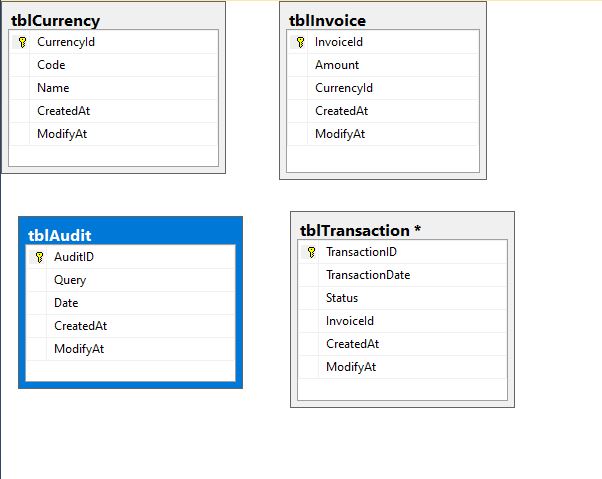 tblCurrency
CurrencyId
Code
Name
CreatedAt
ModifyAt
tblInvoice
InvoiceId
Amount
CurrencyId
CreatedAt
ModifyAt
tblAudit
AuditID
Query
Date
CreatedAt
ModifyAt
tblTransaction *
TransactionID
TransactionDate
Status
InvoiceId
CreatedAt
ModifyAt